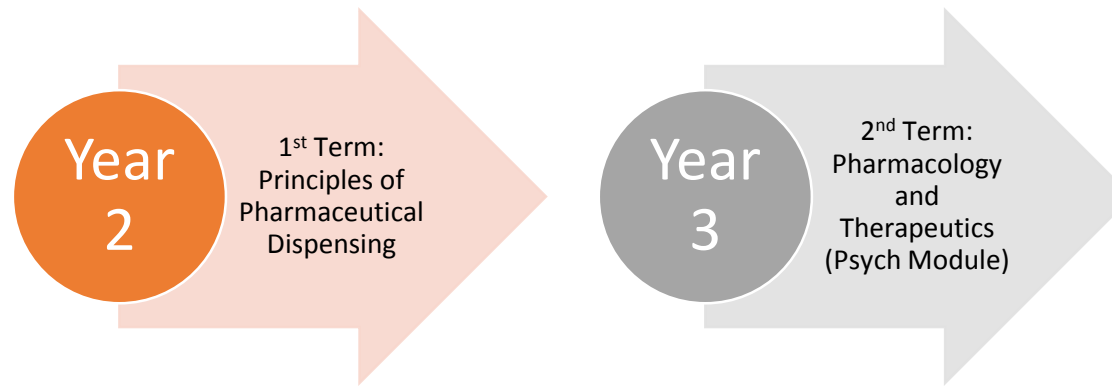 Year
2
1st Term:
Principles of
Pharmaceutical
Dispensing
Year
3
2nd Term:
Pharmacology
and
Therapeutics
(Psych Module)